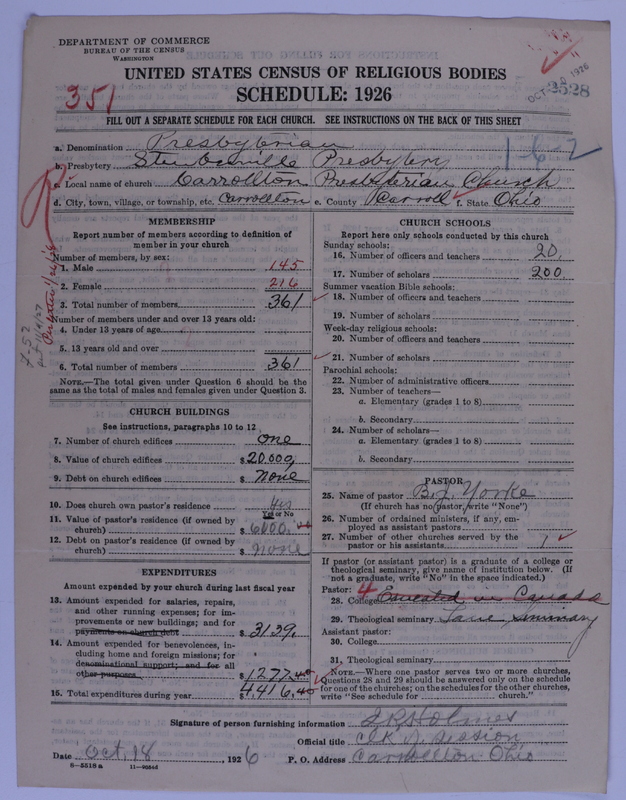 DEPARTMENT OF COMMERCE
BUREAU OF THE CENSUS
WASHINGTON
UNITED STATES CENSUS OF RELIGIOUS BODIES
SCHEDULE: 1926
351
OCT 20 1926
2528
FILL OUT A SEPARATE SCHEDULE FOR EACH CHURCH. SEE INSTRUCTIONS ON THE BACK OF THIS SHEET
a. Denomination Presbyterian
b. Presbytery Steubenville Presbytery
1-6 2
c. Local name of church Carrollton Presbyterian Church
d. City, town, village, or township, etc. Carrollton e. County Carroll f. State Ohio
MEMBERSHIP
Report number of members according to definition of
member in your church
Number of members, by sex:
1. Male 145
2. Female 216
3. Total number of members 361
Number of members under and over 13 years old:
4. Under 13 years of age
5. 13 years old and over
6. Total number of members 361
NOTE.—The total given under Question 6 should be
the same as the total of males and females given under Question 3.
CHURCH BUILDINGS
See instructions, paragraphs 10 to 12
7. Number of church edifices one
8. Value of church edifices $20000,
9. Debt on church edifices $ None
10. Does church own pastor's residence Yes
Yes or No
11. Value of pastor's residence (if owned by
church) $6000.
12. Debt on pastor's residence (if owned by
church) $ none
EXPENDITURES
Amount expended by your church during last fiscal year
13. Amount expended for salaries, repairs,
and other running expenses; for im-
provements or new buildings; and for
payments on church debt $3139.
14. Amount expended for benevolences, in-
cluding home and foreign missions; for
denominational support; and for all
other purposes $1277.40
15. Total expenditures during year $4416.40
CHURCH SCHOOLS
Report here only schools conducted by this church
Sunday schools:
16. Number of officers and teachers 20.
17. Number of scholars 200
Summer vacation Bible schools:
18. Number of officers and teachers
19. Number of scholars
Week-day religious schools:
20. Number of officers and teachers
21. Number of scholars
Parochial schools:
22. Number of administrative officers
23. Number of teachers—
a. Elementary (grades 1 to 8)
b. Secondary
24. Number of scholars—
a. Elementary (grades 1 to 8)
b. Secondary
PASTOR
25. Name of pastor B. J. Yorke
(If church has no pastor, write "None")
26. Number of ordained ministers, if any, em-
ployed as assistant pastors
27. Number of other churches served by the
pastor or his assistants 1
If pastor (or assistant pastor) is a graduate of a college or
theological seminary, give name of institution below. (If
not a graduate, write "No" in the space indicated.)
Pastor:
28. College Educated in Canada
29. Theological seminary Lane Seminary
Assistant pastor:
30. College
31. Theological seminary
NOTE.—Where one pastor serves two or more churches,
Questions 28 and 29 should be answered only on the schedule
for one of the churches; on the schedules for the other churches,
write "See schedule for church."
Signature of person furnishing information J R Holmes
Official title Clk of Session
Date Oct. 18, 1926 P. O. Address Carrollton Ohio
8-5518 a 11-9034d